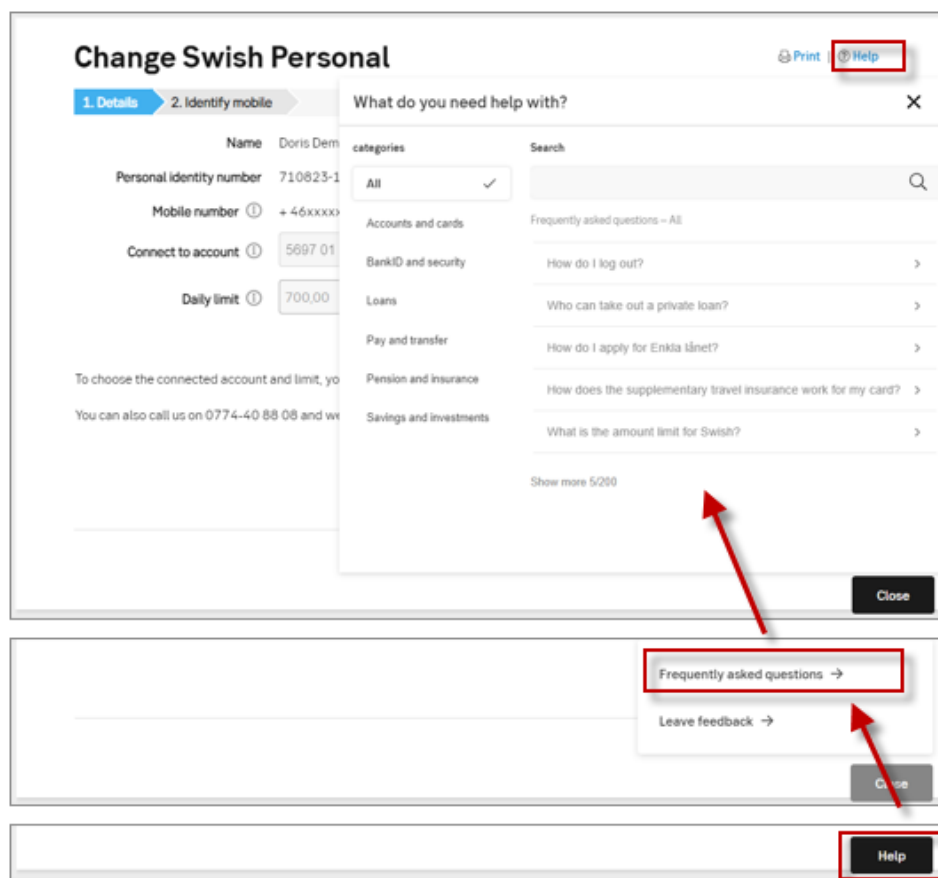 Change Swish Personal
Print | Help
1. Details 2. Identify mobile
What do you need help with?
Name Doris Dem
categories
Search
Personal identity number 710823-1
All
Mobile number + 46xxxxx
Frequently asked questions – All
Accounts and cards
Connect to account 5697 01
BankID and security
How do I log out?
Daily limit 700,00
Loans
Who can take out a private loan?
Pay and transfer
How do I apply for Enkla lånet?
To choose the connected account and limit, yo
Pension and insurance
How does the supplementary travel insurance work for my card?
You can also call us on 0774-40 88 08 and we
Savings and investments
What is the amount limit for Swish?
Show more 5/200
Close
Frequently asked questions →
Leave feedback →
Close
Help